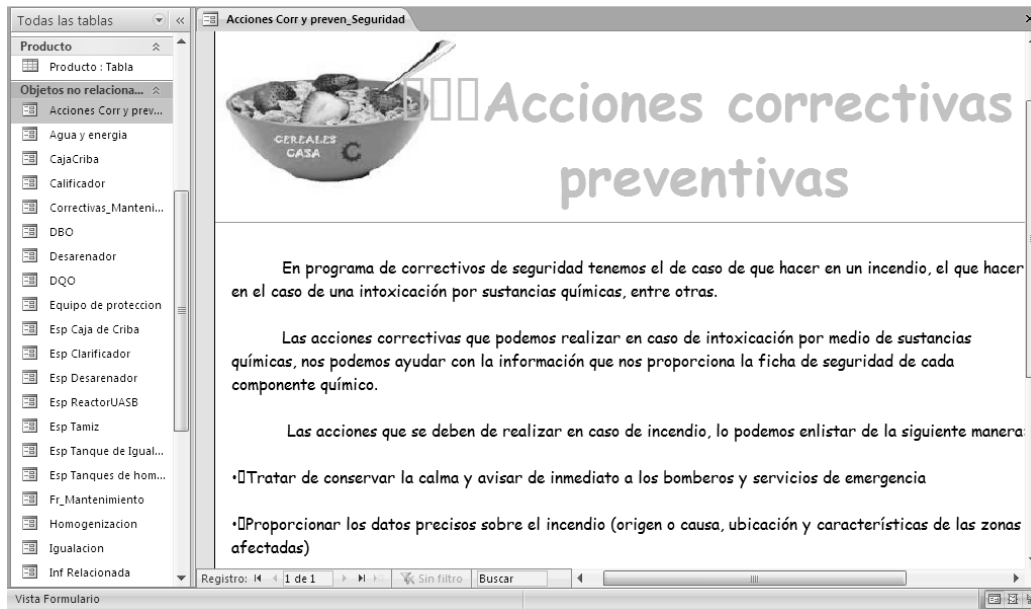 Todas las tablas
Producto
Producto : Tabla
Objetos no relaciona...
Acciones Corr y prev...
Agua y energia
CajaCriba
Calificador
Correctivas_Manteni...
DBO
Desarenador
DQO
Equipo de proteccion
Esp Caja de Criba
Esp Clarificador
Esp Desarenador
Esp ReactorUASB
Esp Tamiz
Esp Tanque de Igual...
Esp Tanques de hom...
Fr_Mantenimiento
Homogenizacion
Igualacion
Inf Relacionada
Acciones Corr y preven_Seguridad
CEREALES
CASA C
Acciones correctivas
preventivas
En programa de correctivos de seguridad tenemos el de caso de que hacer en un incendio, el que hacer
en el caso de una intoxicación por sustancias químicas, entre otras.
Las acciones correctivas que podemos realizar en caso de intoxicación por medio de sustancias
químicas, nos podemos ayudar con la información que nos proporciona la ficha de seguridad de cada
componente químico.
Las acciones que se deben de realizar en caso de incendio, lo podemos enlistar de la siguiente manera:
•Tratar de conservar la calma y avisar de inmediato a los bomberos y servicios de emergencia
•Proporcionar los datos precisos sobre el incendio (origen o causa, ubicación y características de las zonas
afectadas)
Registro: 1 de 1 Sin filtro Buscar
Vista Formulario